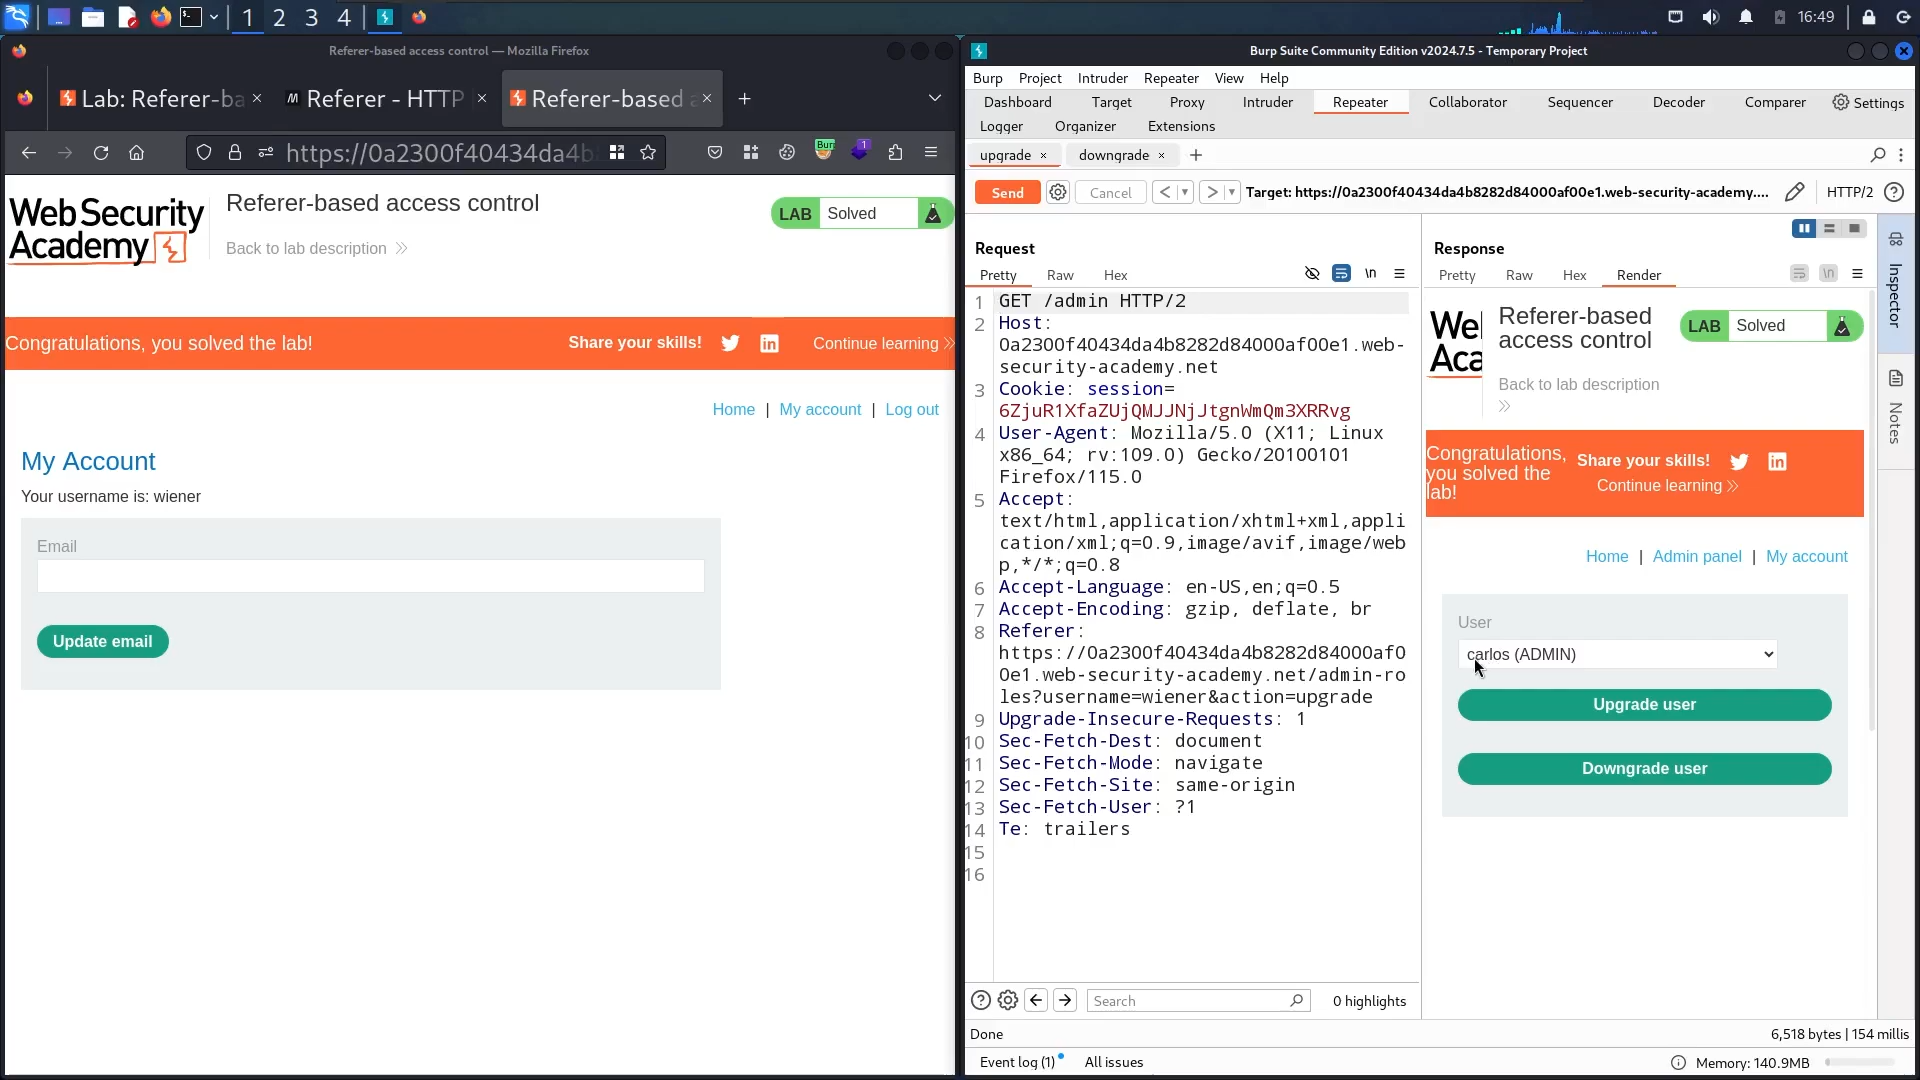 1 2 3 4
16:49
Referer-based access control — Mozilla Firefox
Lab: Referer-ba × Referer - HTTP × Referer-based a ×
https://0a2300f40434da4b
Burp
1
Web Security
Academy
Referer-based access control
Back to lab description
LAB Solved
Congratulations, you solved the lab!
Share your skills!
Continue learning
Home | My account | Log out
My Account
Your username is: wiener
Email
Update email
Burp Suite Community Edition v2024.7.5 - Temporary Project
Burp Project Intruder Repeater View Help
Dashboard Target Proxy Intruder Repeater Collaborator Sequencer Decoder Comparer Settings
Logger Organizer Extensions
upgrade × downgrade × +
Send Cancel < > Target: https://0a2300f40434da4b8282d84000af00e1.web-security-academy.... HTTP/2
Request
Pretty Raw Hex \n
1 GET /admin HTTP/2
2 Host:
0a2300f40434da4b8282d84000af00e1.web-
security-academy.net
3 Cookie: session=
6ZjuR1XfaZUjQMJJNjJtgnWmQm3XRRvg
4 User-Agent: Mozilla/5.0 (X11; Linux
x86_64; rv:109.0) Gecko/20100101
Firefox/115.0
5 Accept:
text/html,application/xhtml+xml,appli
cation/xml;q=0.9,image/avif,image/web
p,*/*;q=0.8
6 Accept-Language: en-US,en;q=0.5
7 Accept-Encoding: gzip, deflate, br
8 Referer:
https://0a2300f40434da4b8282d84000af0
0e1.web-security-academy.net/admin-ro
les?username=wiener&action=upgrade
9 Upgrade-Insecure-Requests: 1
10 Sec-Fetch-Dest: document
11 Sec-Fetch-Mode: navigate
12 Sec-Fetch-Site: same-origin
13 Sec-Fetch-User: ?1
14 Te: trailers
15
16
Search
0 highlights
Response
Pretty Raw Hex Render \n
We
Aca
Referer-based
access control
LAB Solved
Back to lab description
Congratulations,
you solved the
lab!
Share your skills!
Continue learning
Home | Admin panel | My account
User
carlos (ADMIN)
Upgrade user
Downgrade user
Inspector
Notes
Done
6,518 bytes | 154 millis
Event log (1) All issues
Memory: 140.9MB